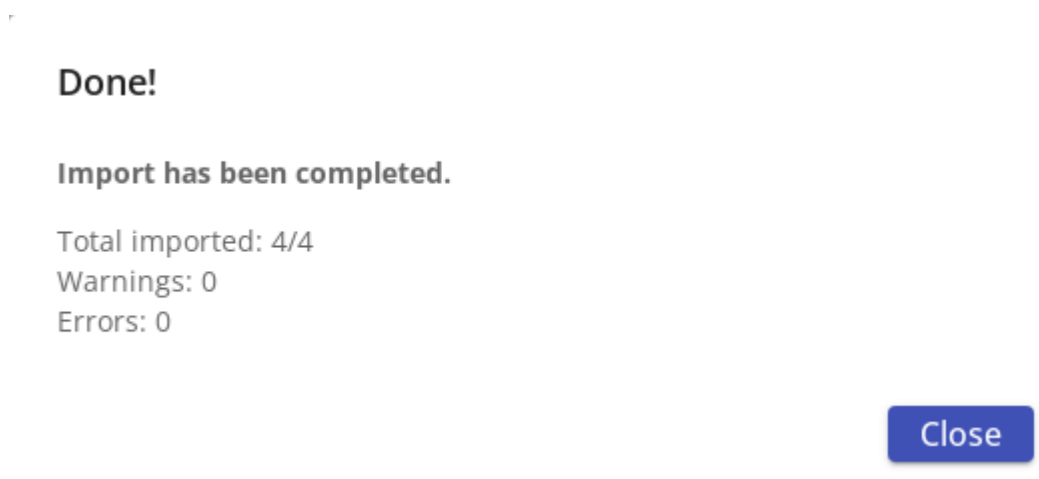 Done!
Import has been completed.
Total imported: 4/4
Warnings: 0
Errors: 0
Close